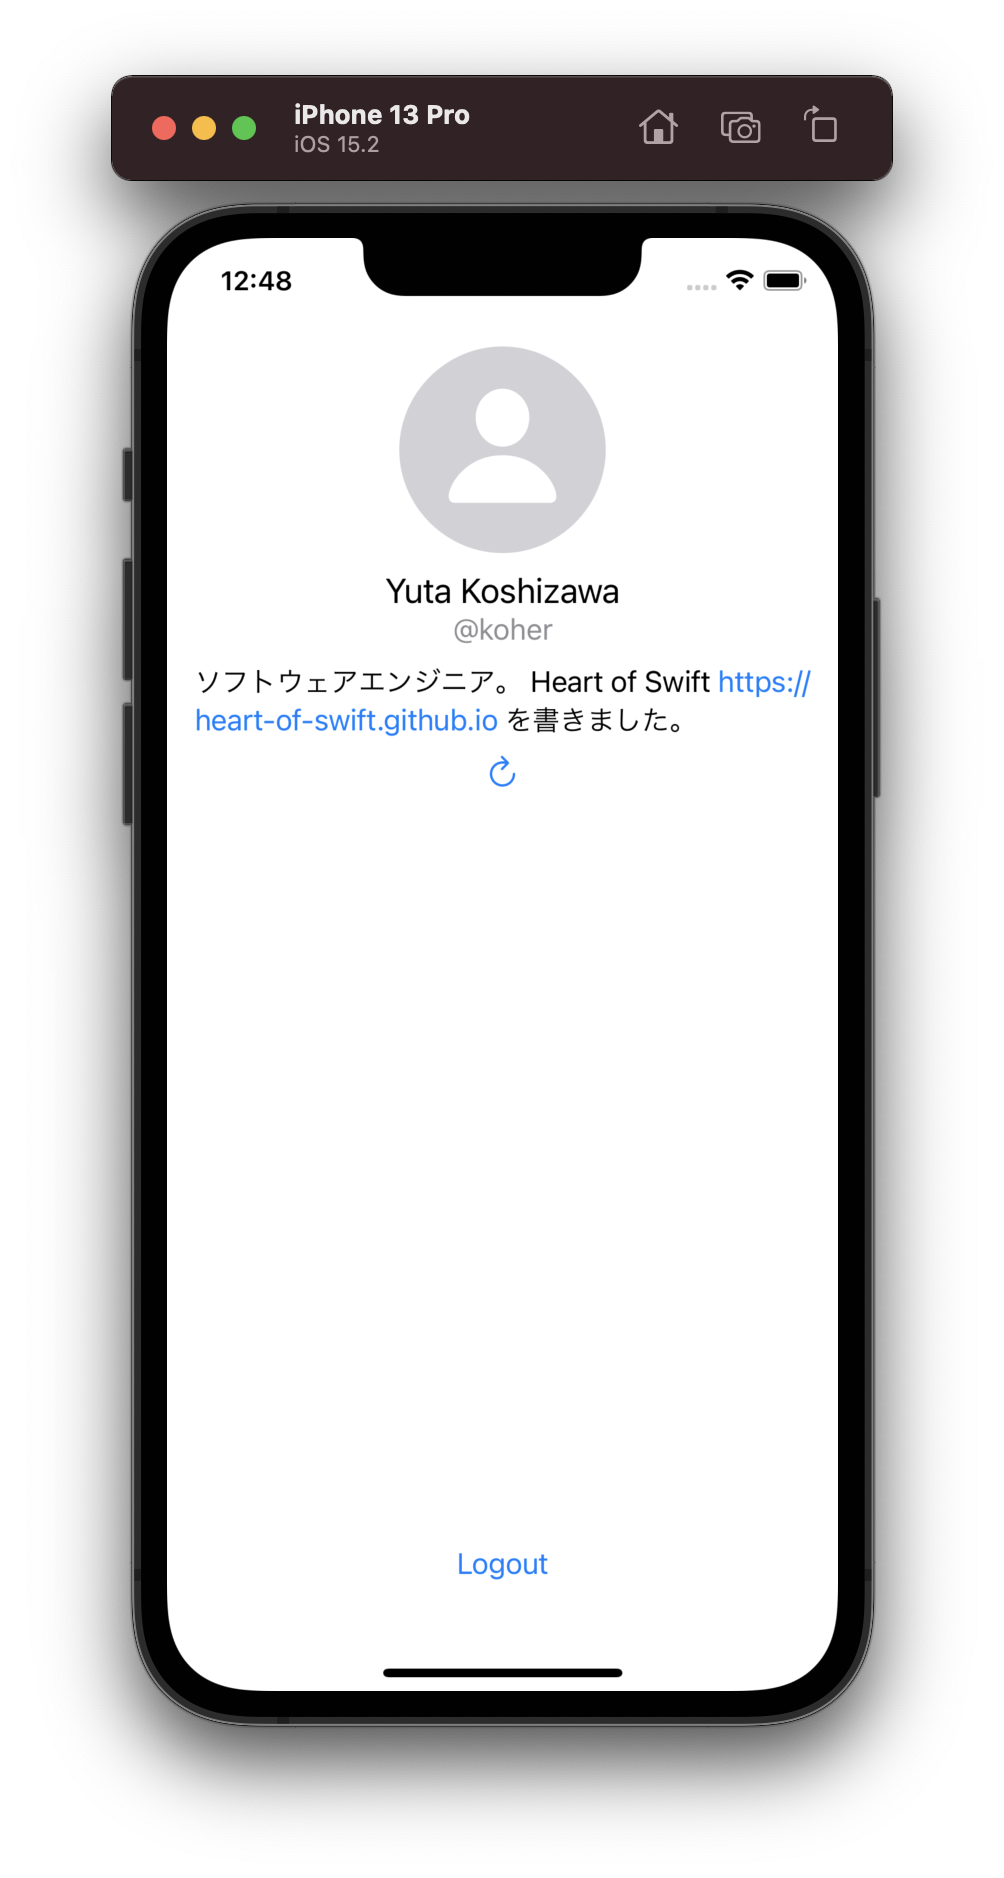 iPhone 13 Pro
iOS 15.2
12:48
Yuta Koshizawa
@koher
ソフトウェアエンジニア。 Heart of Swift https://
heart-of-swift.github.io を書きました。
Logout